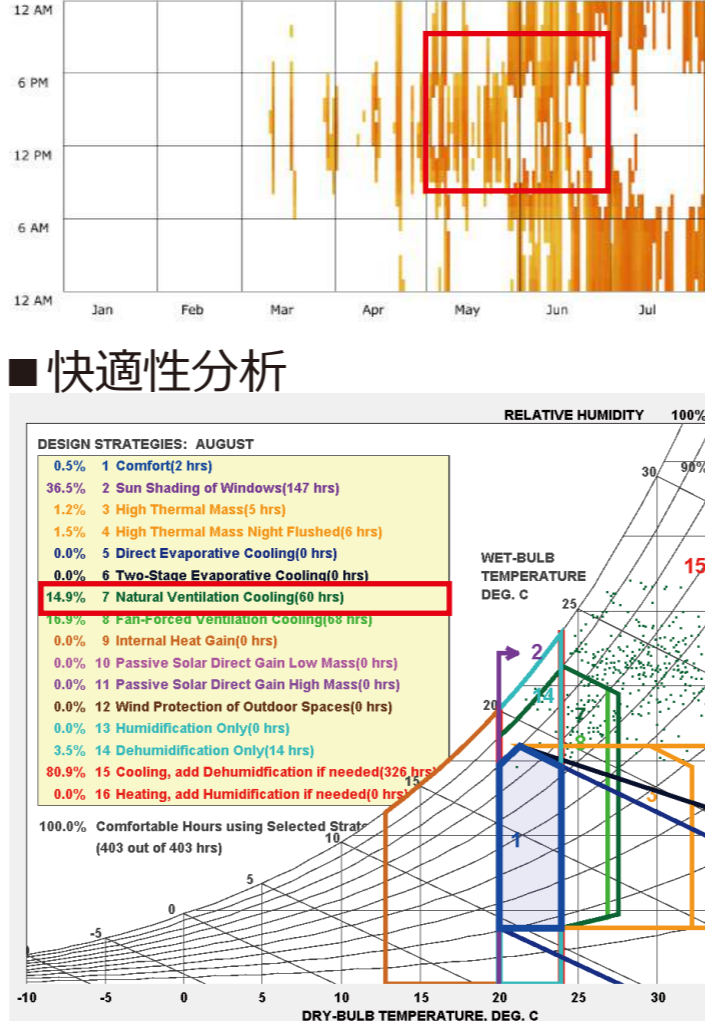 12 AM
6 PM
12 PM
6 AM
12 AM
Jan Feb Mar Apr May Jun Jul
■快適性分析
RELATIVE HUMIDITY 100%
DESIGN STRATEGIES: AUGUST
0.5% 1 Comfort(2 hrs)
36.5% 2 Sun Shading of Windows(147 hrs)
1.2% 3 High Thermal Mass(5 hrs)
1.5% 4 High Thermal Mass Night Flushed(6 hrs)
0.0% 5 Direct Evaporative Cooling(0 hrs)
0.0% 6 Two-Stage Evaporative Cooling(0 hrs)
14.9% 7 Natural Ventilation Cooling(60 hrs)
16.9% 8 Fan-Forced Ventilation Cooling(68 hrs)
0.0% 9 Internal Heat Gain(0 hrs)
0.0% 10 Passive Solar Direct Gain Low Mass(0 hrs)
0.0% 11 Passive Solar Direct Gain High Mass(0 hrs)
0.0% 12 Wind Protection of Outdoor Spaces(0 hrs)
0.0% 13 Humidification Only(0 hrs)
3.5% 14 Dehumidification Only(14 hrs)
80.9% 15 Cooling, add Dehumidification if needed(326 hrs)
0.0% 16 Heating, add Humidification if needed(0 hrs)
100.0% Comfortable Hours using Selected Strate
(403 out of 403 hrs)
WET-BULB
TEMPERATURE
DEG. C
30
90%
15
25
2
14
20
7
8
15
3
10
1
5
0
-5
-10 -5 0 5 10 15 20 25 30
DRY-BULB TEMPERATURE, DEG. C